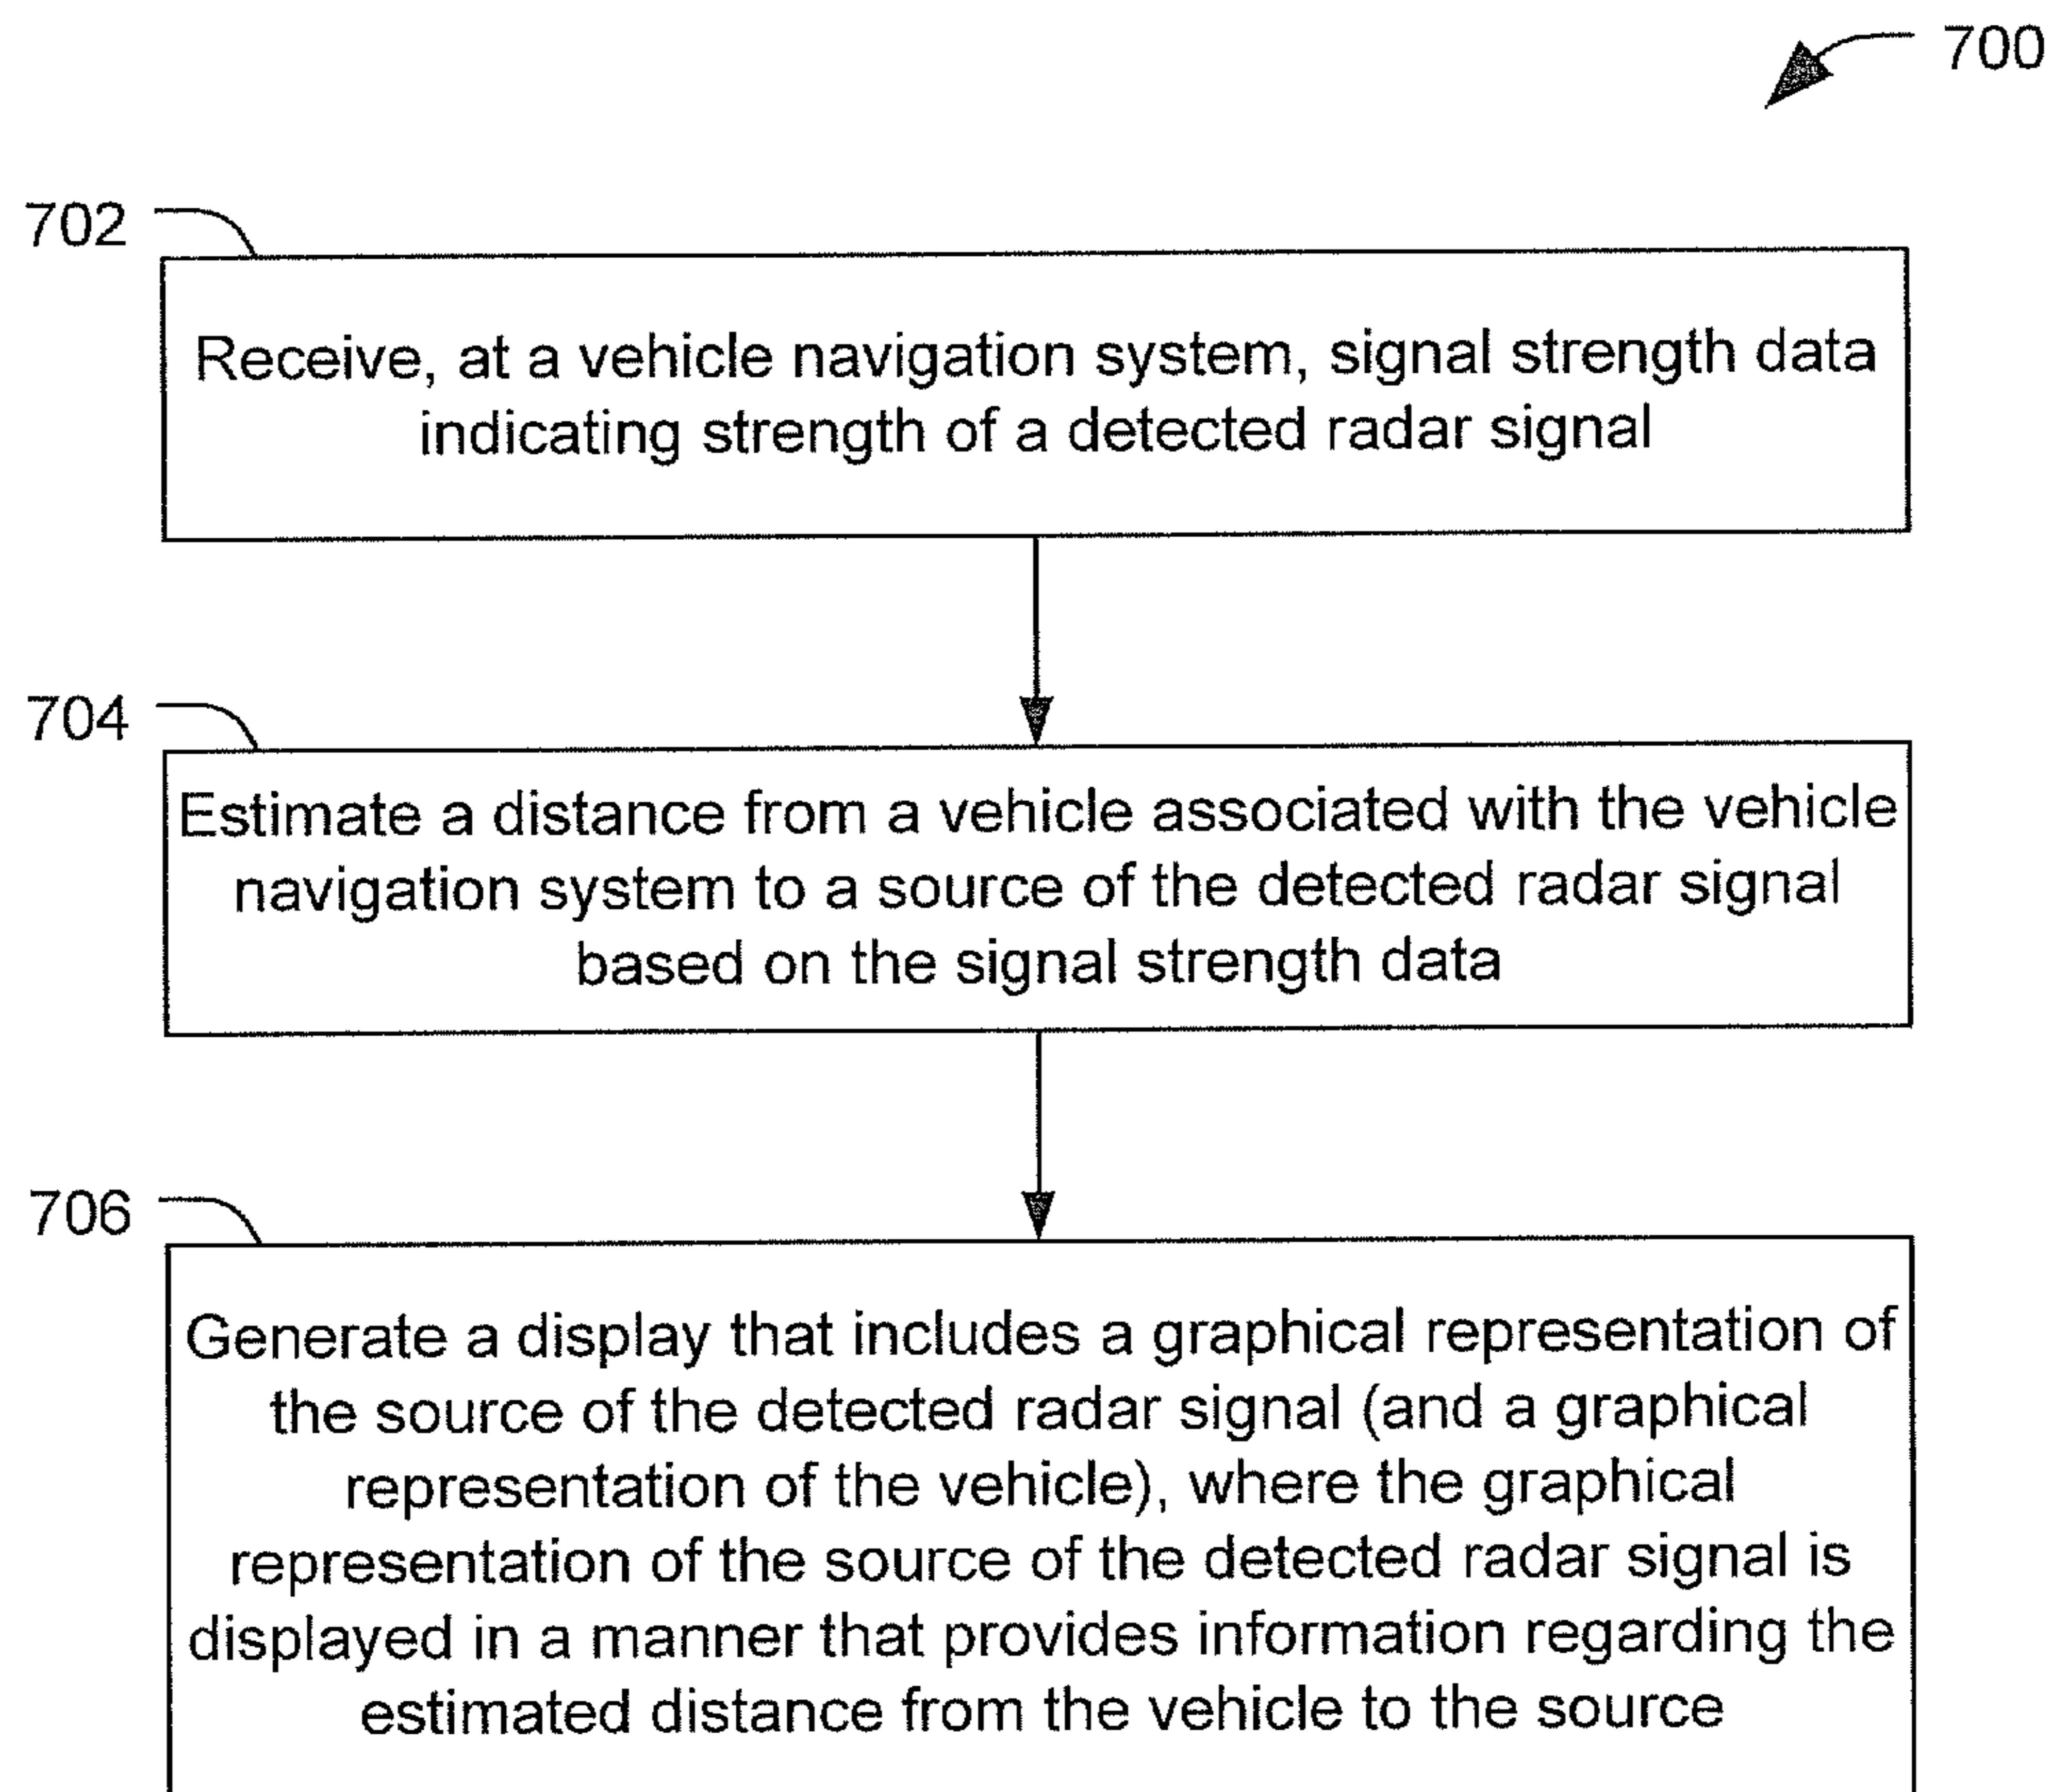 700
702
Receive, at a vehicle navigation system, signal strength data
indicating strength of a detected radar signal
704
Estimate a distance from a vehicle associated with the vehicle
navigation system to a source of the detected radar signal
based on the signal strength data
706
Generate a display that includes a graphical representation of
the source of the detected radar signal (and a graphical
representation of the vehicle), where the graphical
representation of the source of the detected radar signal is
displayed in a manner that provides information regarding the
estimated distance from the vehicle to the source